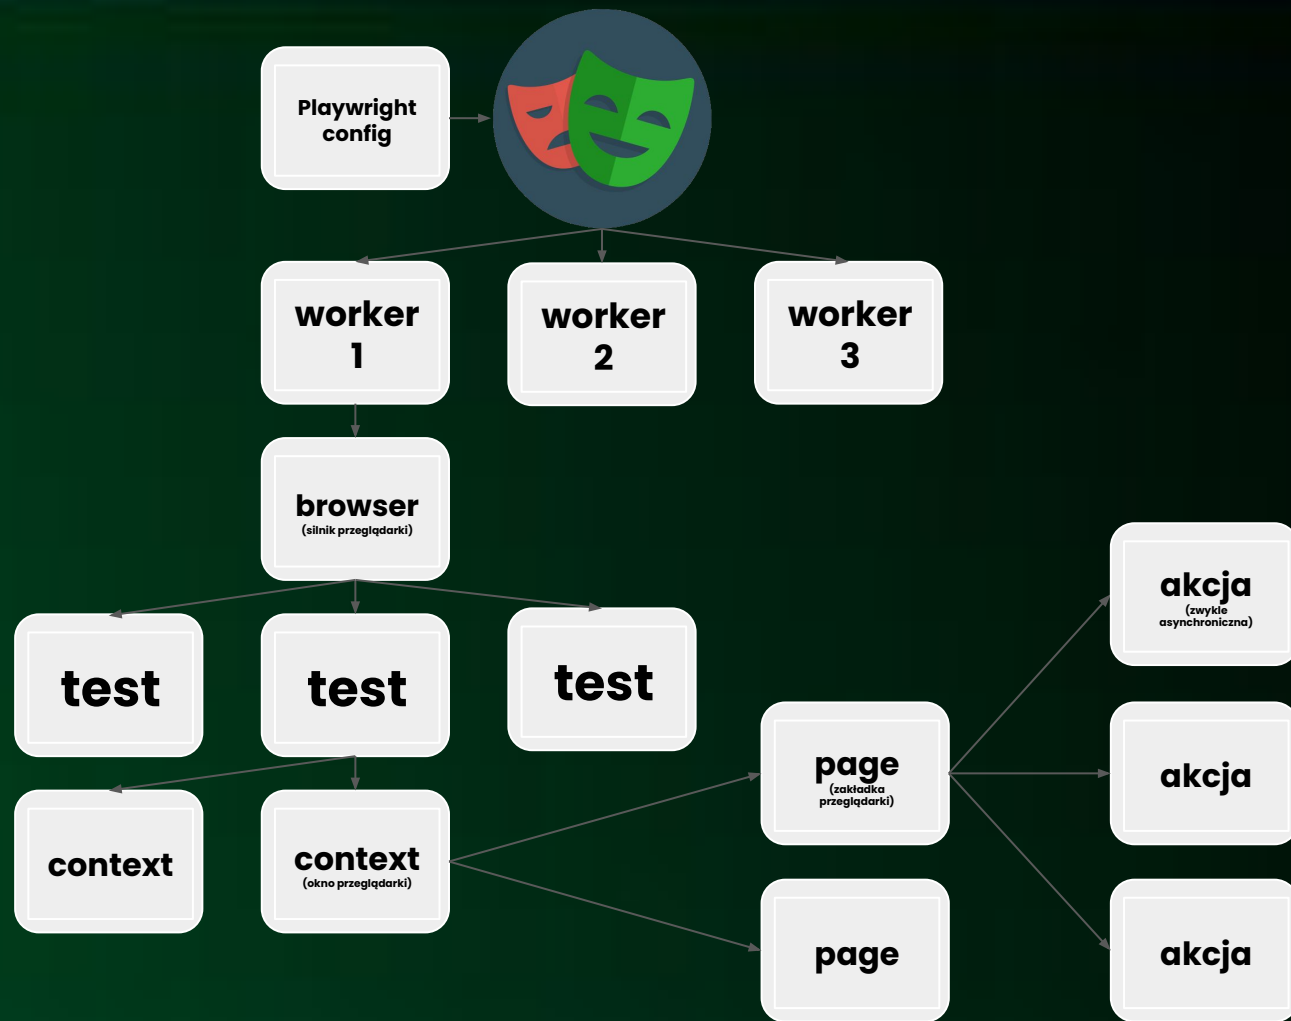 Playwright
config
worker
1
worker
2
worker
3
browser
(silnik przeglądarki)
test
test
test
context
context
(okno przeglądarki)
page
(zakładka
przeglądarki)
page
akcja
(zwykle
asynchroniczna)
akcja
akcja